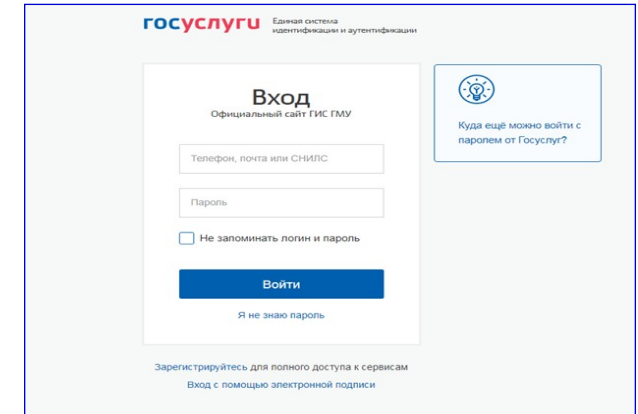 госуслуги
Единая система
идентификации и аутентификации
Вход
Официальный сайт ГИС ГМУ
Телефон, почта или СНИЛС
Пароль
Не запоминать логин и пароль
Войти
Я не знаю пароль
Куда ещё можно войти с
паролем от Госуслуг?
Зарегистрируйтесь для полного доступа к сервисам
Вход с помощью электронной подписи